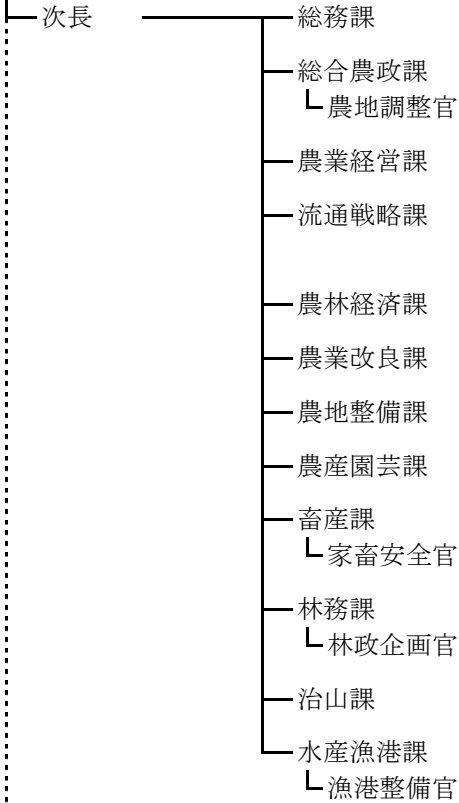 次長 総務課
総合農政課
農地調整官
農業経営課
流通戦略課
農林経済課
農業改良課
農地整備課
農産園芸課
畜産課
家畜安全官
林務課
林政企画官
治山課
水産漁港課
漁港整備官